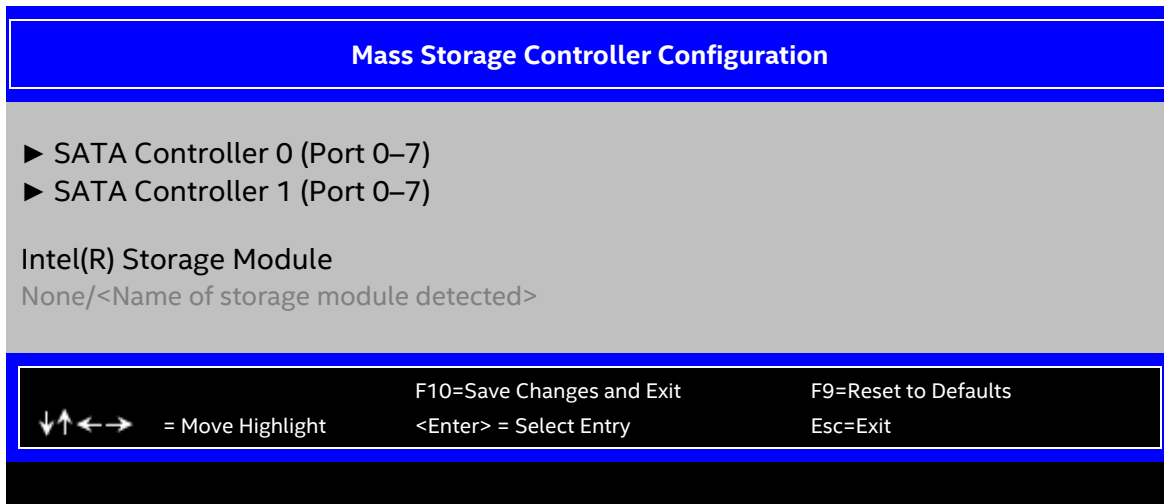 Mass Storage Controller Configuration
► SATA Controller 0 (Port 0–7)
► SATA Controller 1 (Port 0–7)
Intel(R) Storage Module
None/<Name of storage module detected>
F10=Save Changes and Exit F9=Reset to Defaults
↓↑←→ = Move Highlight <Enter> = Select Entry Esc=Exit